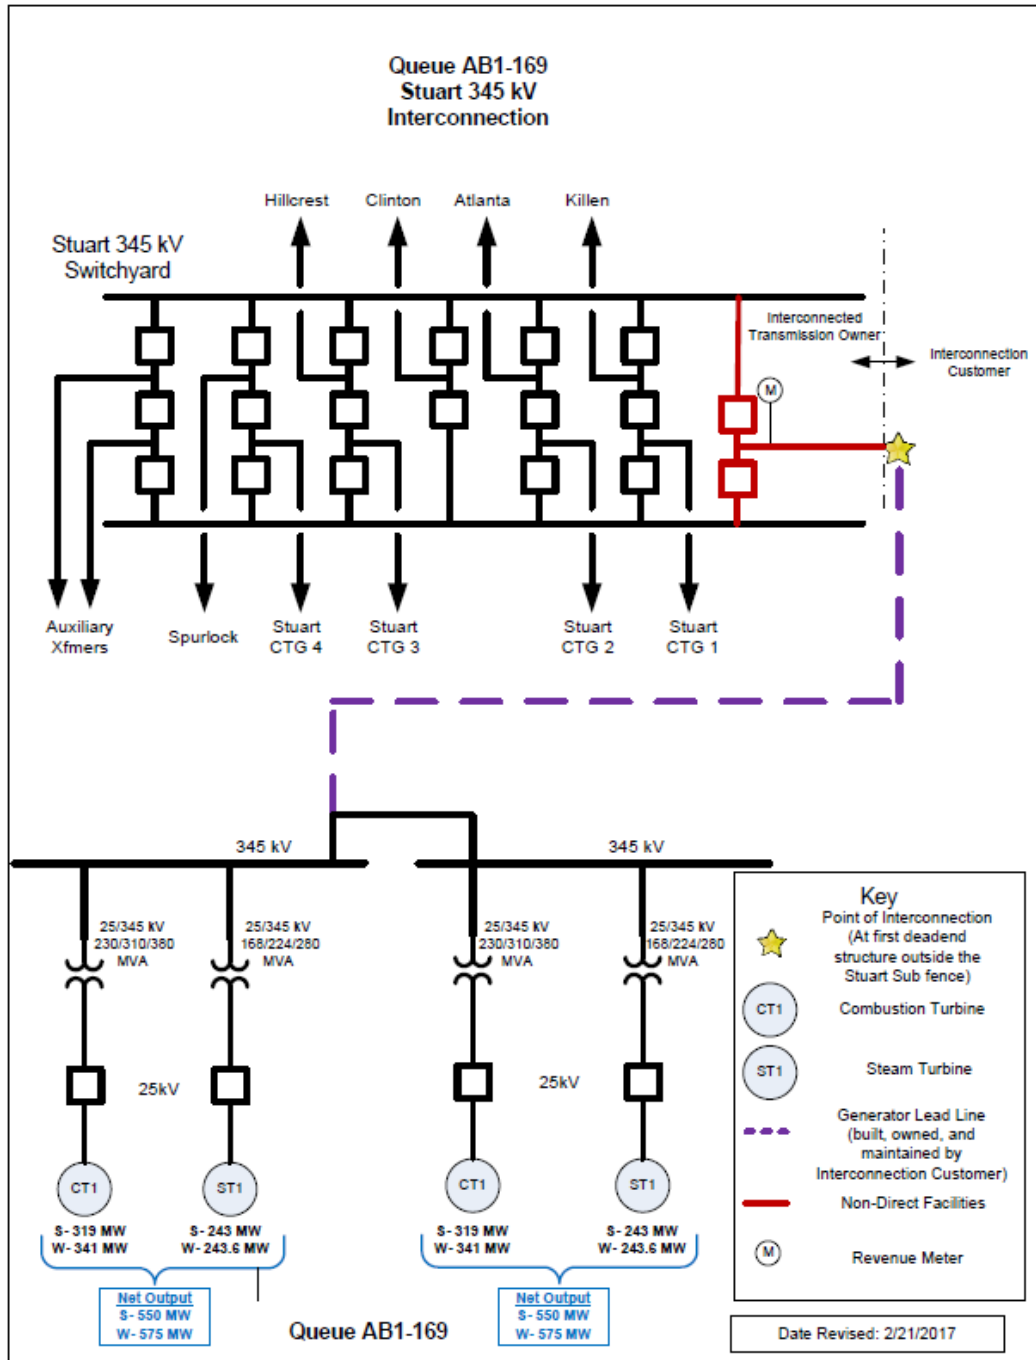 Queue AB1-169
Stuart 345 kV
Interconnection
Hillcrest
Clinton
Atlanta
Killen
Stuart 345 kV
Switchyard
Interconnected
Transmission Owner
Interconnection
Customer
M
Auxiliary
Xfmers
Spurlock
Stuart
CTG 4
Stuart
CTG 3
Stuart
CTG 2
Stuart
CTG 1
345 kV
345 kV
25/345 kV
230/310/380
MVA
25/345 kV
168/224/280
MVA
25/345 kV
230/310/380
MVA
25/345 kV
168/224/280
MVA
25kV
25kV
CT1
ST1
CT1
ST1
S- 319 MW
W- 341 MW
S- 243 MW
W- 243.6 MW
S- 319 MW
W- 341 MW
S- 243 MW
W- 243.6 MW
Net Output
S- 550 MW
W- 575 MW
Net Output
S- 550 MW
W- 575 MW
Queue AB1-169
Key
Point of Interconnection
(At first deadend
structure outside the
Stuart Sub fence)
CT1
Combustion Turbine
ST1
Steam Turbine
Generator Lead Line
(built, owned, and
maintained by
Interconnection Customer)
Non-Direct Facilities
M
Revenue Meter
Date Revised: 2/21/2017